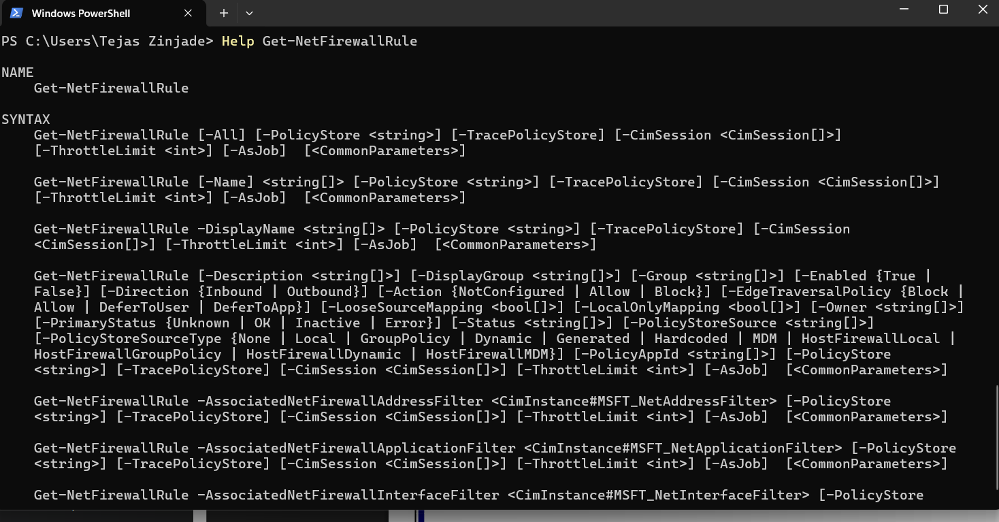 Windows PowerShell
PS C:\Users\Tejas Zinjade> Help Get-NetFirewallRule
NAME
    Get-NetFirewallRule
SYNTAX
    Get-NetFirewallRule [-All] [-PolicyStore <string>] [-TracePolicyStore] [-CimSession <CimSession[]>]
    [-ThrottleLimit <int>] [-AsJob]  [<CommonParameters>]
    Get-NetFirewallRule [-Name] <string[]> [-PolicyStore <string>] [-TracePolicyStore] [-CimSession <CimSession[]>]
    [-ThrottleLimit <int>] [-AsJob]  [<CommonParameters>]
    Get-NetFirewallRule -DisplayName <string[]> [-PolicyStore <string>] [-TracePolicyStore] [-CimSession
    <CimSession[]>] [-ThrottleLimit <int>] [-AsJob]  [<CommonParameters>]
    Get-NetFirewallRule [-Description <string[]>] [-DisplayGroup <string[]>] [-Group <string[]>] [-Enabled {True |
    False}] [-Direction {Inbound | Outbound}] [-Action {NotConfigured | Allow | Block}] [-EdgeTraversalPolicy {Block |
    Allow | DeferToUser | DeferToApp}] [-LooseSourceMapping <bool[]>] [-LocalOnlyMapping <bool[]>] [-Owner <string[]>]
    [-PrimaryStatus {Unknown | OK | Inactive | Error}] [-Status <string[]>] [-PolicyStoreSource <string[]>]
    [-PolicyStoreSourceType {None | Local | GroupPolicy | Dynamic | Generated | Hardcoded | MDM | HostFirewallLocal |
    HostFirewallGroupPolicy | HostFirewallDynamic | HostFirewallMDM}] [-PolicyAppId <string[]>] [-PolicyStore
    <string>] [-TracePolicyStore] [-CimSession <CimSession[]>] [-ThrottleLimit <int>] [-AsJob]  [<CommonParameters>]
    Get-NetFirewallRule -AssociatedNetFirewallAddressFilter <CimInstance#MSFT_NetAddressFilter> [-PolicyStore
    <string>] [-TracePolicyStore] [-CimSession <CimSession[]>] [-ThrottleLimit <int>] [-AsJob]  [<CommonParameters>]
    Get-NetFirewallRule -AssociatedNetFirewallApplicationFilter <CimInstance#MSFT_NetApplicationFilter> [-PolicyStore
    <string>] [-TracePolicyStore] [-CimSession <CimSession[]>] [-ThrottleLimit <int>] [-AsJob]  [<CommonParameters>]
    Get-NetFirewallRule -AssociatedNetFirewallInterfaceFilter <CimInstance#MSFT_NetInterfaceFilter> [-PolicyStore